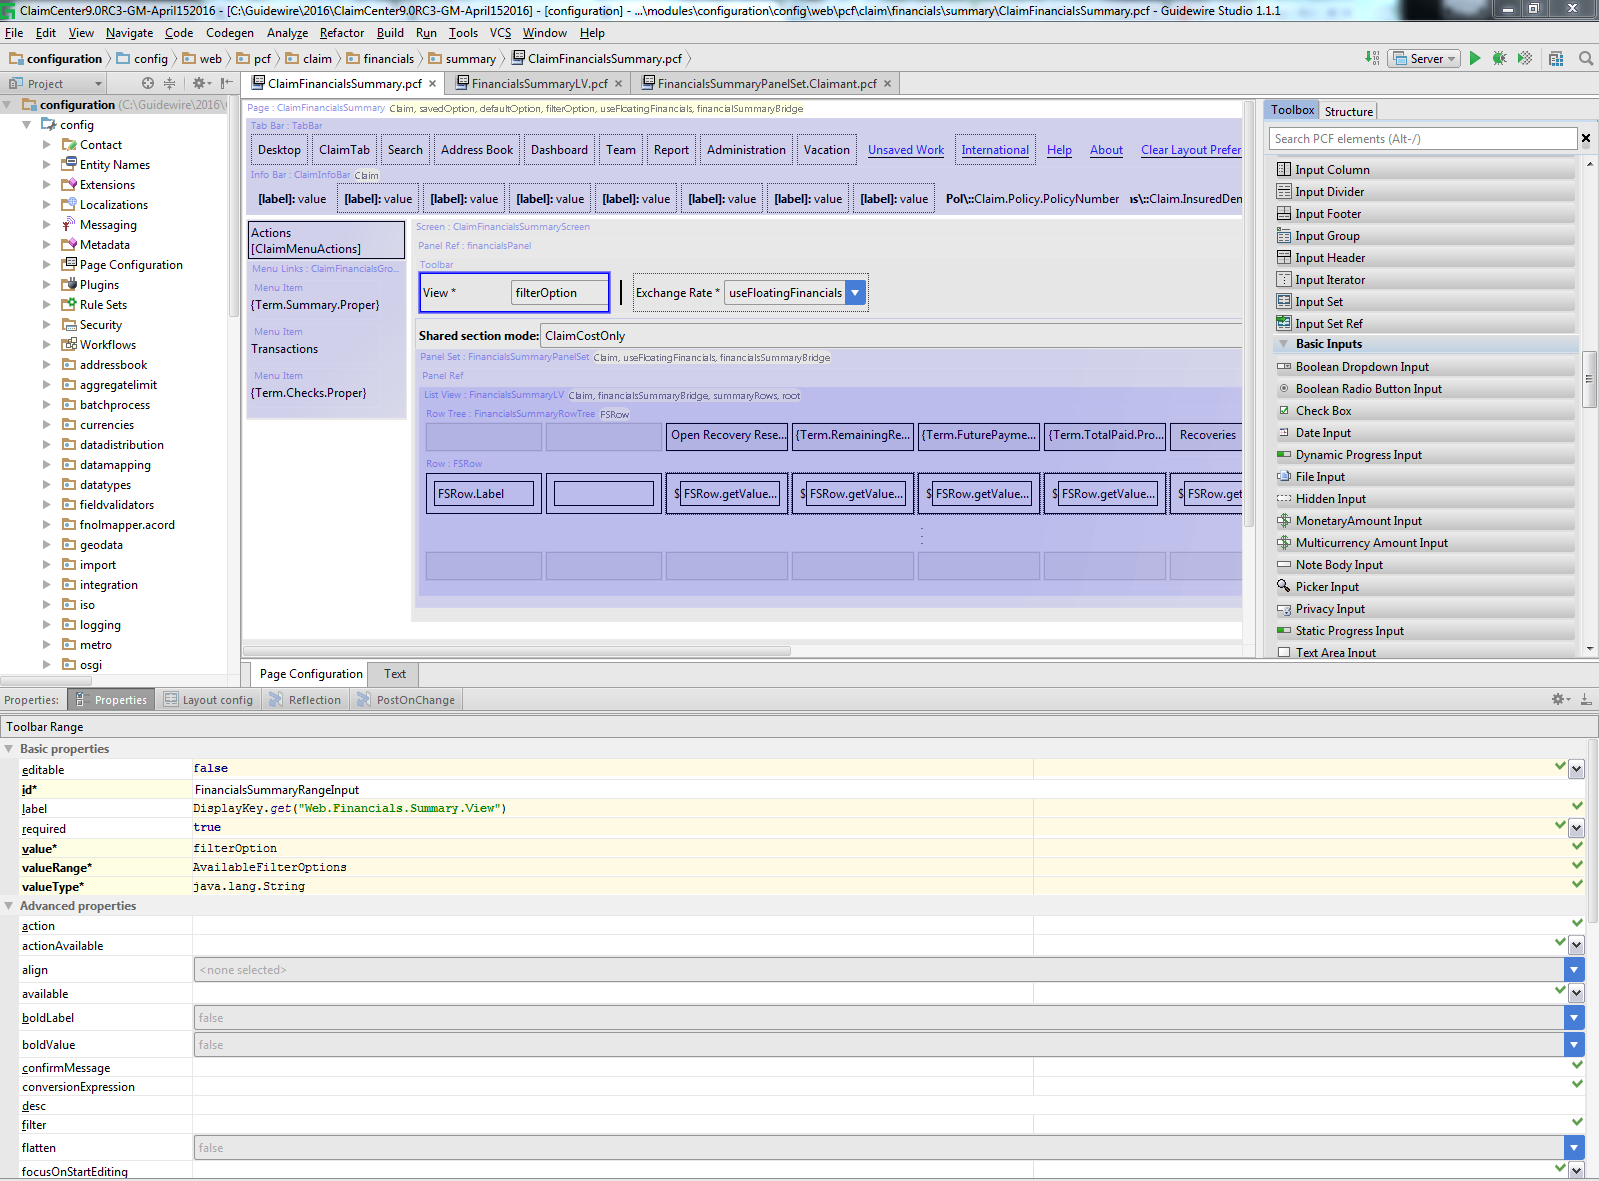 ClaimCenter9.0RC3-GM-April152016 - [C:\Guidewire\2016\ClaimCenter9.0RC3-GM-April152016] - [configuration] - ...\modules\configuration\config\web\pcf\claim\financials\summary\ClaimFinancialsSummary.pcf - Guidewire Studio 1.1.1
File Edit View Navigate Code Codegen Analyze Refactor Build Run Tools VCS Window Help
configuration config web pcf claim financials summary ClaimFinancialsSummary.pcf Server
Project ClaimFinancialsSummary.pcf FinancialsSummaryLV.pcf FinancialsSummaryPanelSet.Claimant.pcf
configuration (C:\Guidewire\2016\
config
Contact
Entity Names
Extensions
Localizations
Messaging
Metadata
Page Configuration
Plugins
Rule Sets
Security
Workflows
addressbook
aggregatelimit
batchprocess
currencies
datadistribution
datamapping
datatypes
fieldvalidators
fnolmapper.acord
geodata
import
integration
iso
logging
metro
osgi
Page : ClaimFinancialsSummary Claim, savedOption, defaultOption, filterOption, useFloatingFinancials, financialSummaryBridge
Tab Bar : TabBar
Desktop ClaimTab Search Address Book Dashboard Team Report Administration Vacation Unsaved Work International Help About Clear Layout Prefer
Info Bar : ClaimInfoBar Claim
[label]: value [label]: value [label]: value [label]: value [label]: value [label]: value [label]: value [label]: value Pol\::Claim.Policy.PolicyNumber ıs\::Claim.InsuredDen
Actions
[ClaimMenuActions]
Menu Links : ClaimFinancialsGro...
Menu Item
{Term.Summary.Proper}
Menu Item
Transactions
Menu Item
{Term.Checks.Proper}
Screen : ClaimFinancialsSummaryScreen
Panel Ref : financialsPanel
Toolbar
View * filterOption Exchange Rate * useFloatingFinancials
Shared section mode: ClaimCostOnly
Panel Set : FinancialsSummaryPanelSet Claim, useFloatingFinancials, financialsSummaryBridge
Panel Ref
List View : FinancialsSummaryLV Claim, financialSummaryBridge, summaryRows, root
Row Tree : FinancialsSummaryRowTree FSRow
Open Recovery Rese... {Term.RemainingRe... {Term.FuturePayme... {Term.TotalPaid.Pro... Recoveries
Row : FSRow
FSRow.Label $ FSRow.getValue... $ FSRow.getValue... $ FSRow.getValue... $ FSRow.getValue... $ FSRow.get
Page Configuration Text
Toolbox Structure
Search PCF elements (Alt-/)
Input Column
Input Divider
Input Footer
Input Group
Input Header
Input Iterator
Input Set
Input Set Ref
Basic Inputs
Boolean Dropdown Input
Boolean Radio Button Input
Check Box
Date Input
Dynamic Progress Input
File Input
Hidden Input
MonetaryAmount Input
Multicurrency Amount Input
Note Body Input
Picker Input
Privacy Input
Static Progress Input
Text Area Input
Properties: Properties Layout config Reflection PostOnChange
Toolbar Range
Basic properties
editable false
id* FinancialsSummaryRangeInput
label DisplayKey.get("Web.Financials.Summary.View")
required true
value* filterOption
valueRange* AvailableFilterOptions
valueType* java.lang.String
Advanced properties
action
actionAvailable
align <none selected>
available
boldLabel false
boldValue false
confirmMessage
conversionExpression
desc
filter
flatten false
focusOnStartEditing